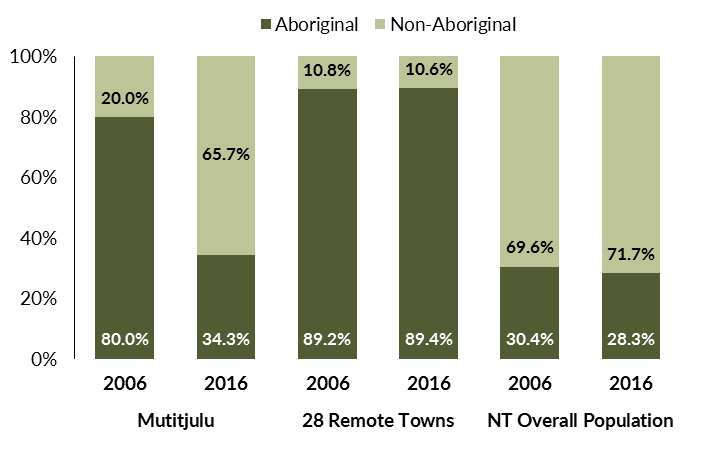 Aboriginal Non-Aboriginal
100%
80%
60%
40%
20%
0%
20.0% 65.7% 10.8% 10.6% 69.6% 71.7%
80.0% 34.3% 89.2% 89.4% 30.4% 28.3%
2006 2016 2006 2016 2006 2016
Mutitjulu 28 Remote Towns NT Overall Population